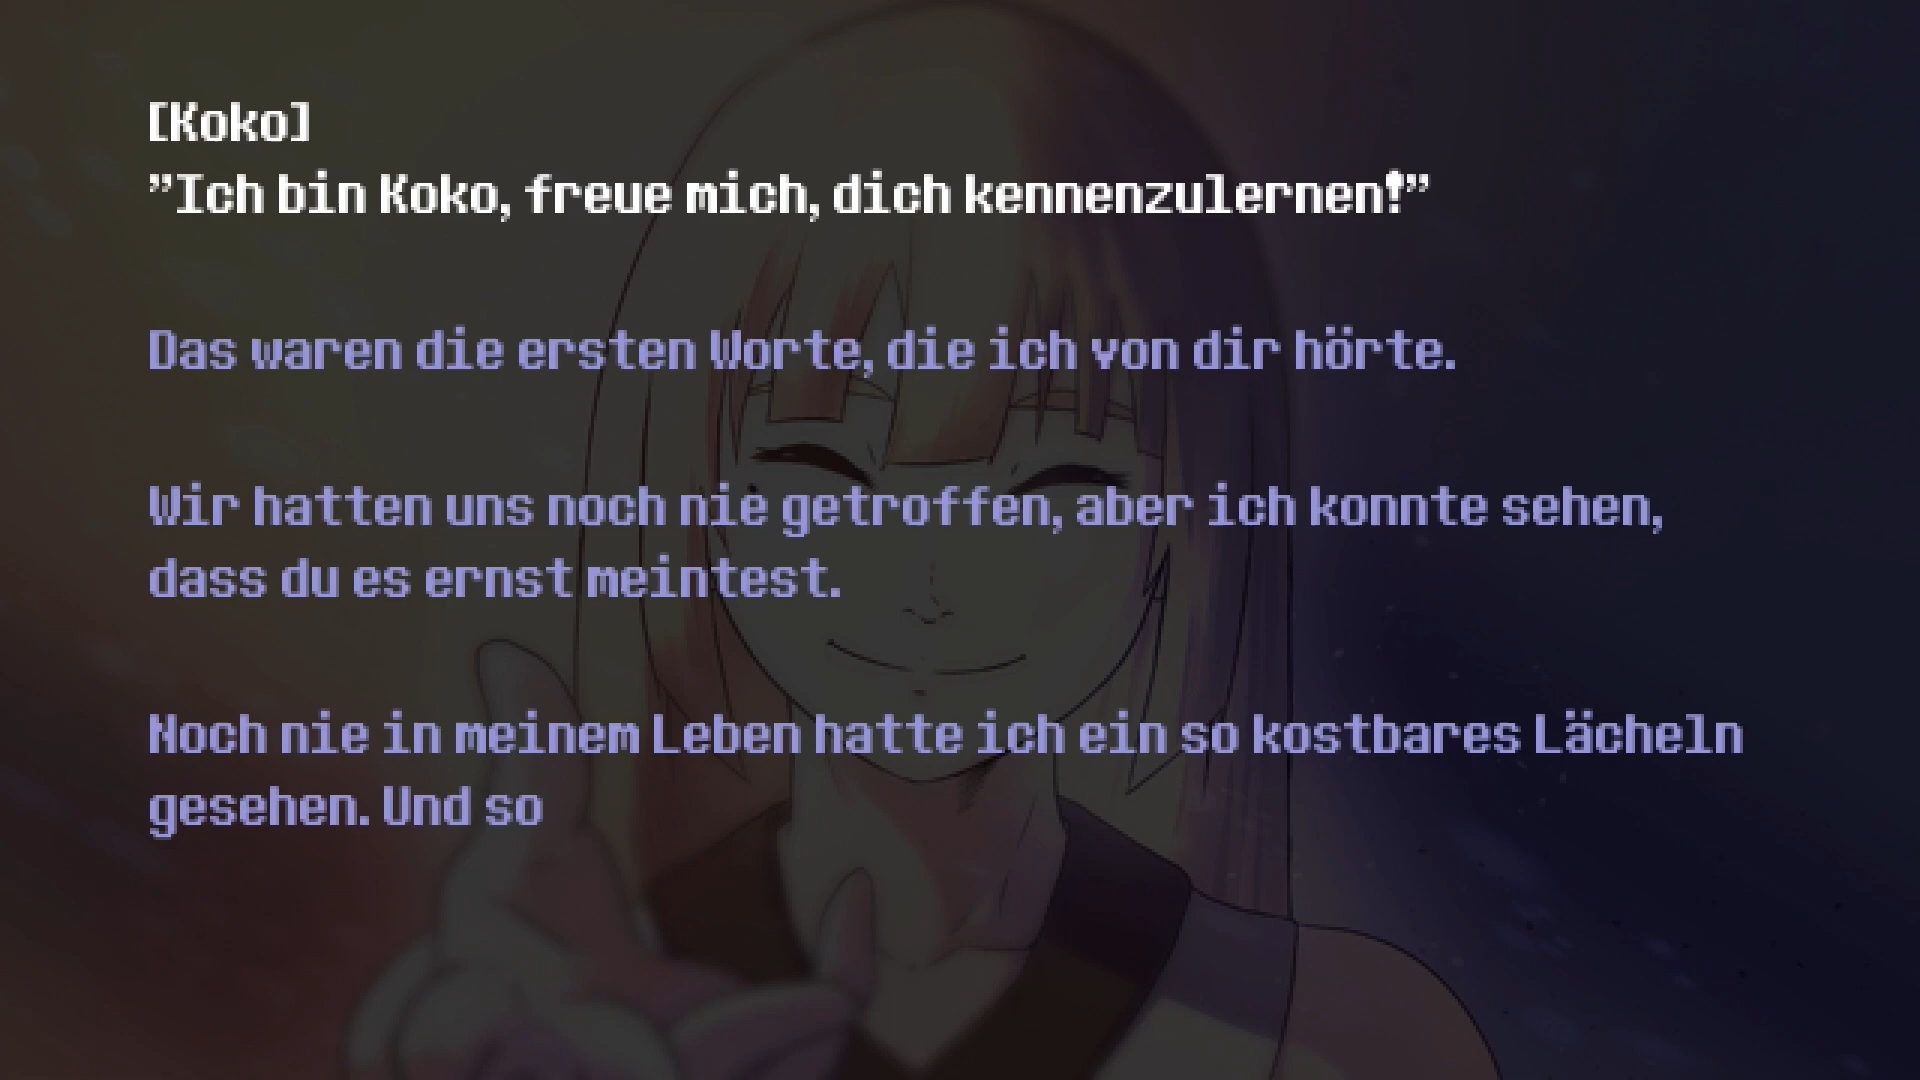 [Koko]
”Ich bin Koko, freue mich, dich kennenzulernen!”
Das waren die ersten Worte, die ich von dir hörte.
Wir hatten uns noch nie getroffen, aber ich konnte sehen,
dass du es ernst meintest.
Noch nie in meinem Leben hatte ich ein so kostbares Lächeln
gesehen. Und so